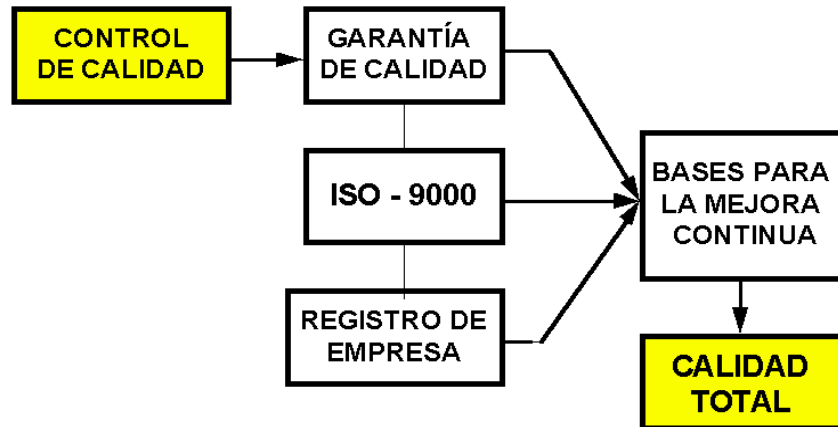 CONTROL
DE CALIDAD
GARANTÍA
DE CALIDAD
ISO - 9000
REGISTRO DE
EMPRESA
BASES PARA
LA MEJORA
CONTINUA
CALIDAD
TOTAL